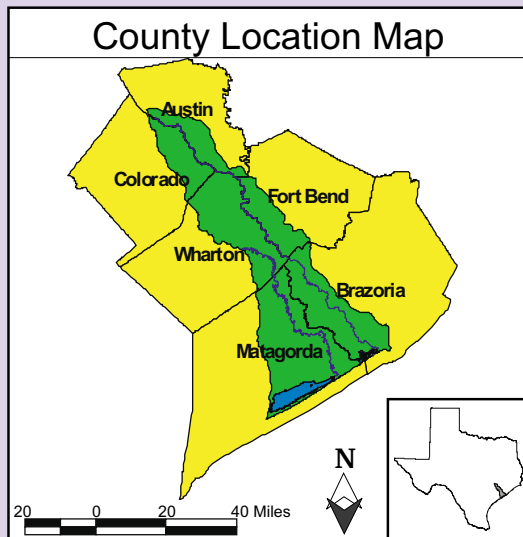 County Location Map
Austin
Colorado
Fort Bend
Wharton
Brazoria
Matagorda
N
20 0 20 40 Miles